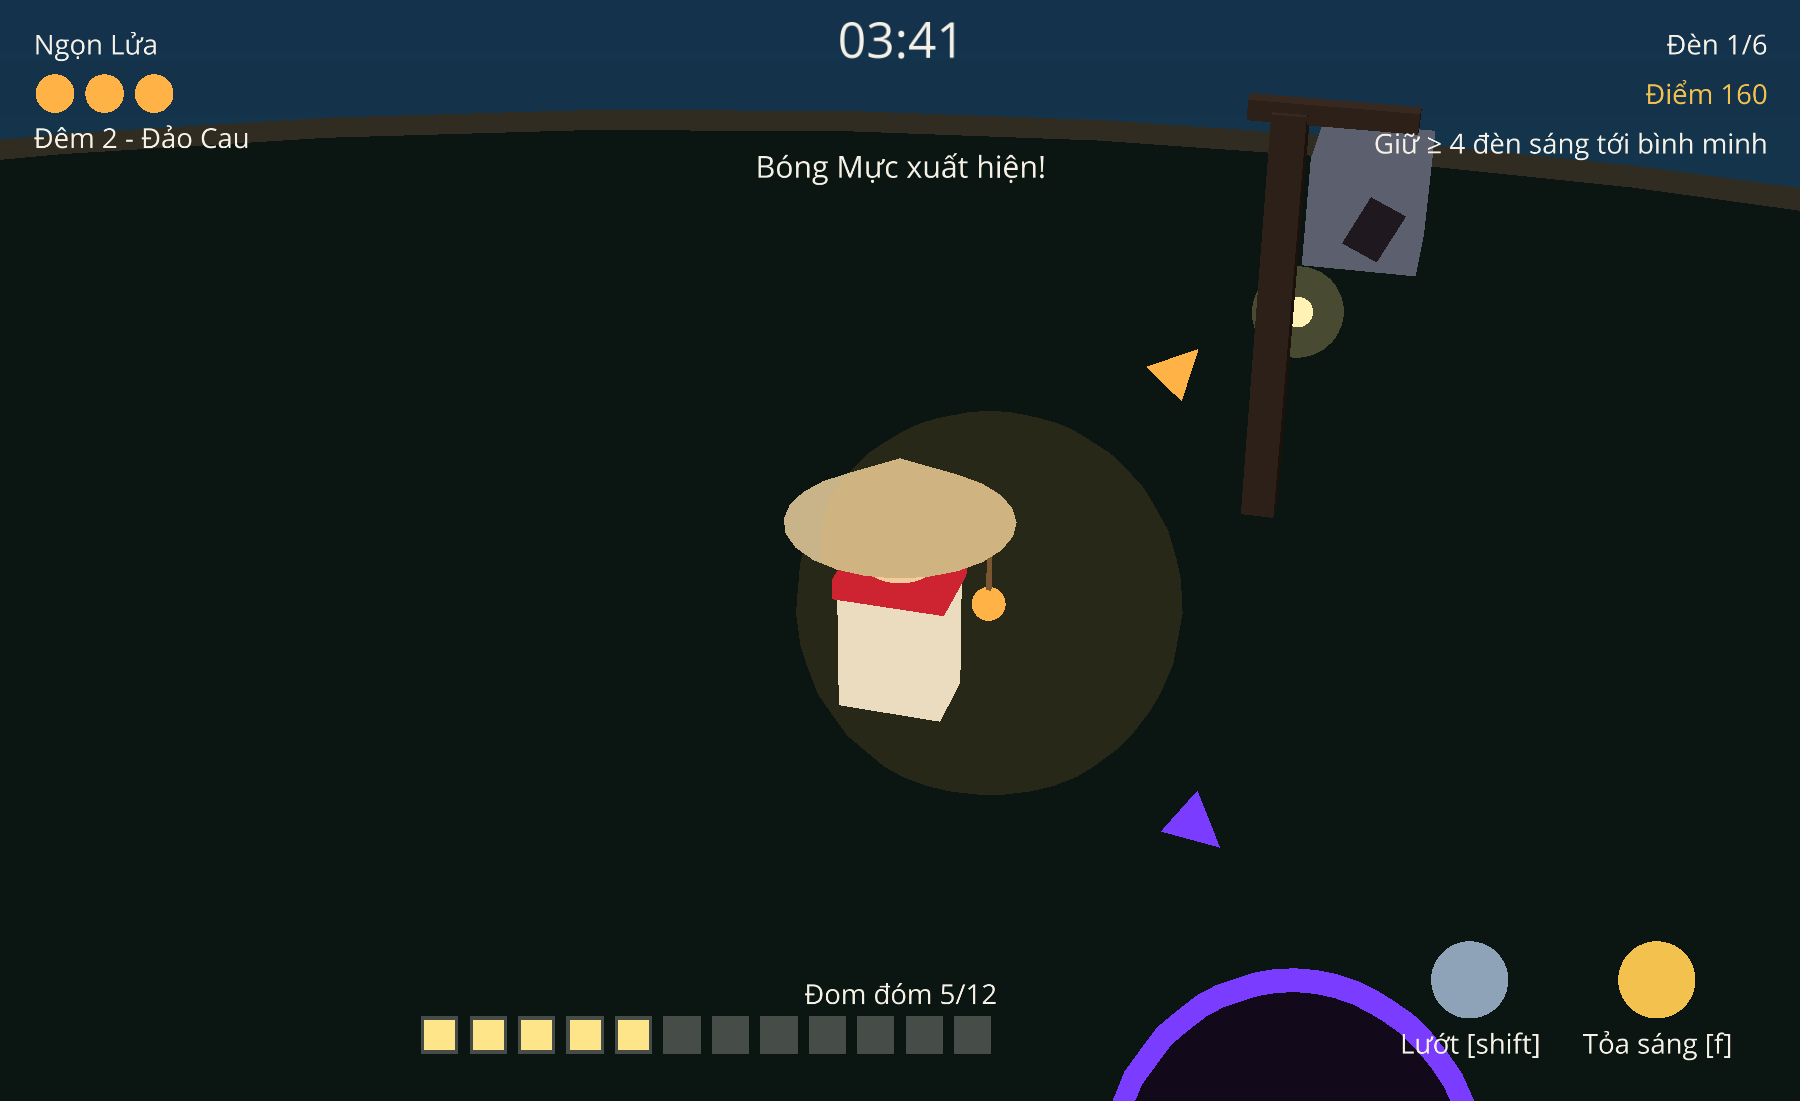 Ngọn Lửa
03:41
Đèn 1/6
Điểm 160
Đêm 2 - Đảo Cau
Giữ ≥ 4 đèn sáng tới bình minh
Bóng Mực xuất hiện!
Đom đóm 5/12
Lướt [shift]
Tỏa sáng [f]